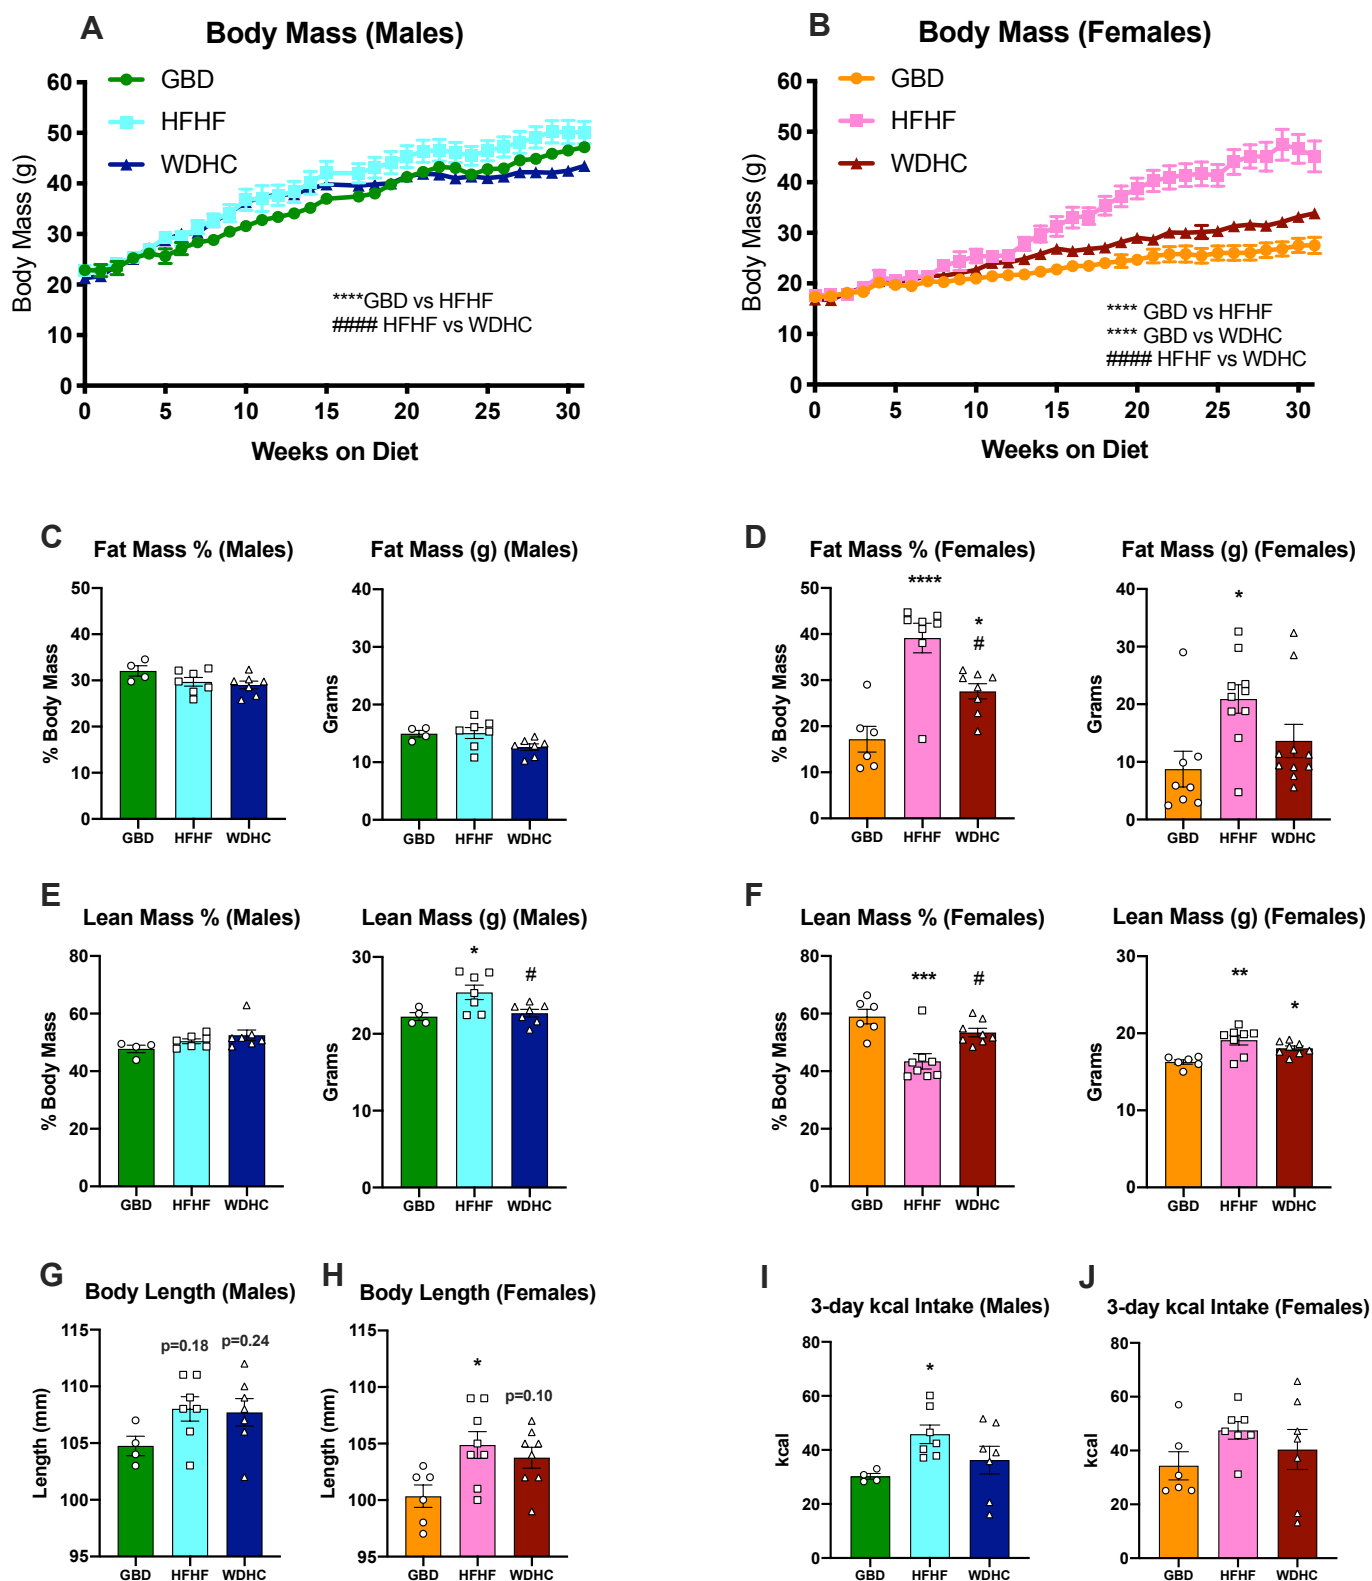 A
Body Mass (Males)
GBD
HFHF
WDHC
Body Mass (g)
60
50
40
30
20
10
0
****GBD vs HFHF
#### HFHF vs WDHC
0 5 10 15 20 25 30
Weeks on Diet
B
Body Mass (Females)
GBD
HFHF
WDHC
Body Mass (g)
60
50
40
30
20
10
0
**** GBD vs HFHF
**** GBD vs WDHC
#### HFHF vs WDHC
0 5 10 15 20 25 30
Weeks on Diet
C
Fat Mass % (Males)
% Body Mass
50
40
30
20
10
0
GBD HFHF WDHC
Fat Mass (g) (Males)
Grams
40
30
20
10
0
GBD HFHF WDHC
D
Fat Mass % (Females)
% Body Mass
50
40
30
20
10
0
****
*
#
GBD HFHF WDHC
Fat Mass (g) (Females)
Grams
40
30
20
10
0
*
GBD HFHF WDHC
E
Lean Mass % (Males)
% Body Mass
80
60
40
20
0
GBD HFHF WDHC
Lean Mass (g) (Males)
Grams
30
20
10
0
*
#
GBD HFHF WDHC
F
Lean Mass % (Females)
% Body Mass
80
60
40
20
0
***
#
GBD HFHF WDHC
Lean Mass (g) (Females)
Grams
30
20
10
0
**
*
GBD HFHF WDHC
G
Body Length (Males)
Length (mm)
115
110
105
100
95
p=0.18
p=0.24
GBD HFHF WDHC
H
Body Length (Females)
Length (mm)
115
110
105
100
95
*
p=0.10
GBD HFHF WDHC
I
3-day kcal Intake (Males)
kcal
80
60
40
20
0
*
GBD HFHF WDHC
J
3-day kcal Intake (Females)
kcal
80
60
40
20
0
GBD HFHF WDHC